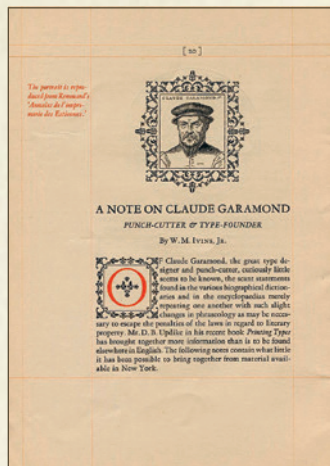 [ 20 ]
The portrait is repro-
duced from Renouard's
'Annales de l'impri-
merie des Estiennes.'
CLAUDE GARAMOND
A NOTE ON CLAUDE GARAMOND
PUNCH-CUTTER & TYPE-FOUNDER
By W. M. Ivins, Jr.
OF Claude Garamond, the great type de-
signer and punch-cutter, curiously little
seems to be known, the scant statements
found in the various biographical diction-
aries and in the encyclopaedias merely
repeating one another with such slight
changes in phraseology as may be neces-
sary to escape the penalties of the laws in regard to literary
property. Mr. D. B. Updike in his recent book Printing Types
has brought together more information than is to be found
elsewhere in English. The following notes contain what little
it has been possible to bring together from material avail-
able in New York.